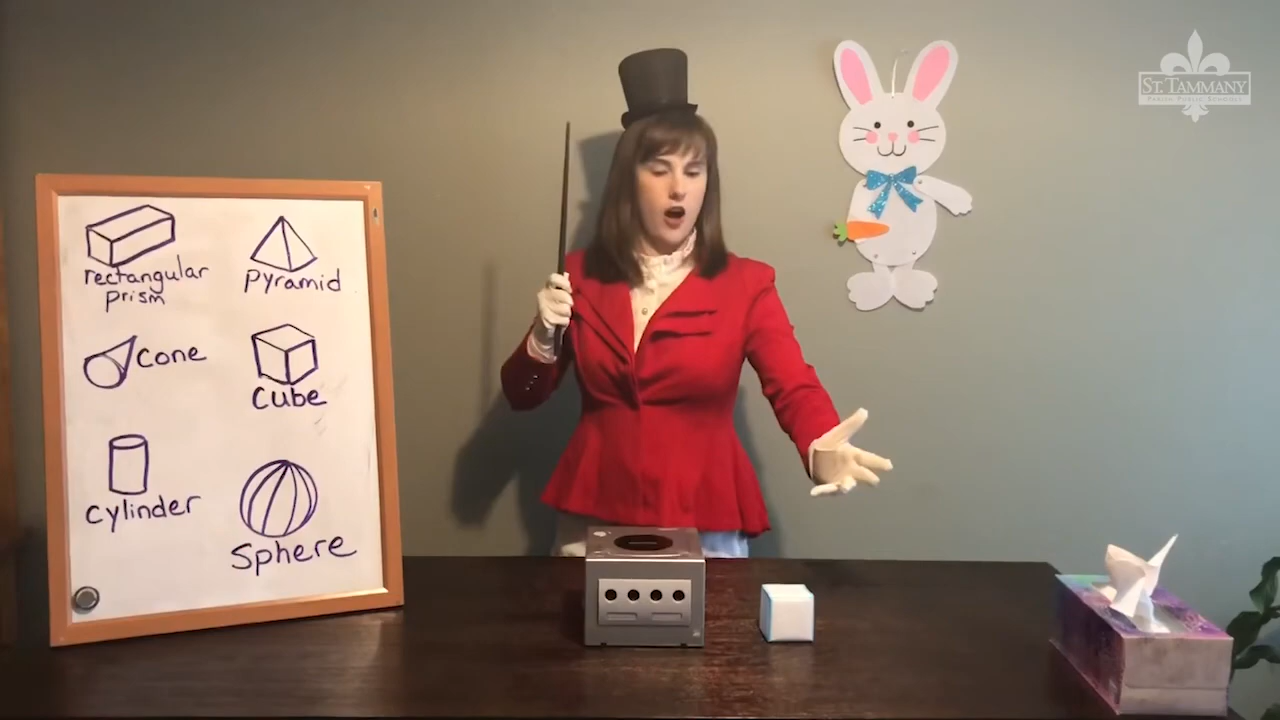 rectangular
prism
pyramid
Cone
Cube
cylinder
Sphere
ST. TAMMANY
PARISH PUBLIC SCHOOLS